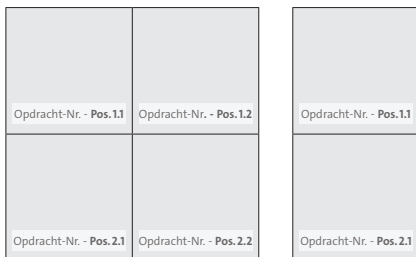 Opdracht-Nr. - Pos.1.1 Opdracht-Nr. - Pos.1.2 Opdracht-Nr. - Pos.1.1
Opdracht-Nr. - Pos.2.1 Opdracht-Nr. - Pos.2.2 Opdracht-Nr. - Pos.2.1